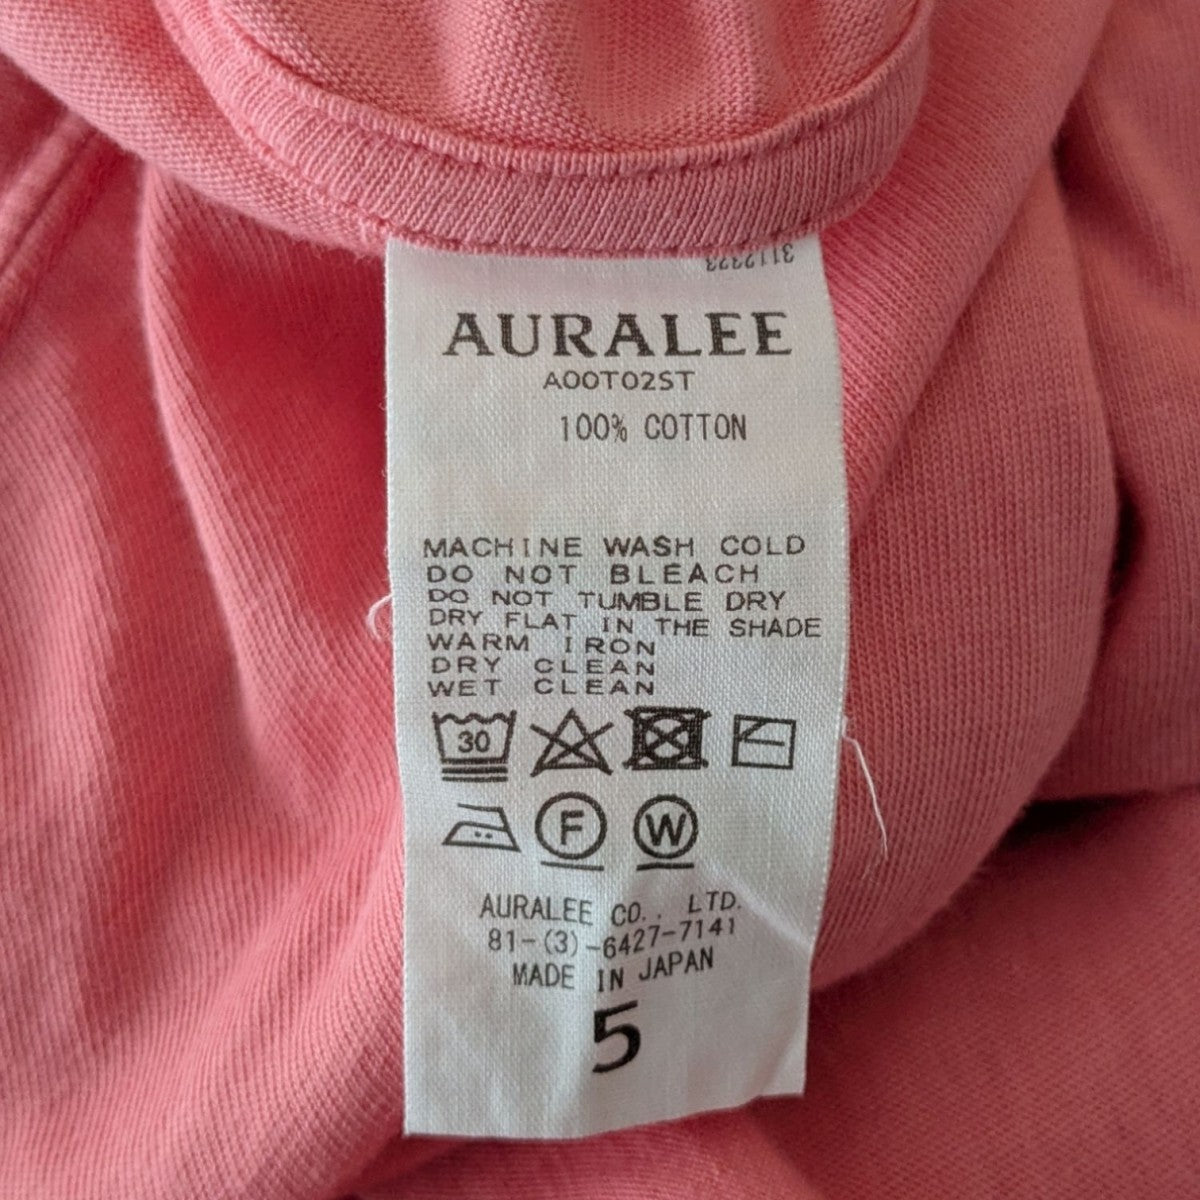 3112323
AURALEE
A00T02ST
100% COTTON
MACHINE WASH COLD
DO NOT BLEACH
DO NOT TUMBLE DRY
DRY FLAT IN THE SHADE
WARM IRON
DRY CLEAN
WET CLEAN
30
F W
AURALEE CO., LTD.
81-(3)-6427-7141
MADE IN JAPAN
5